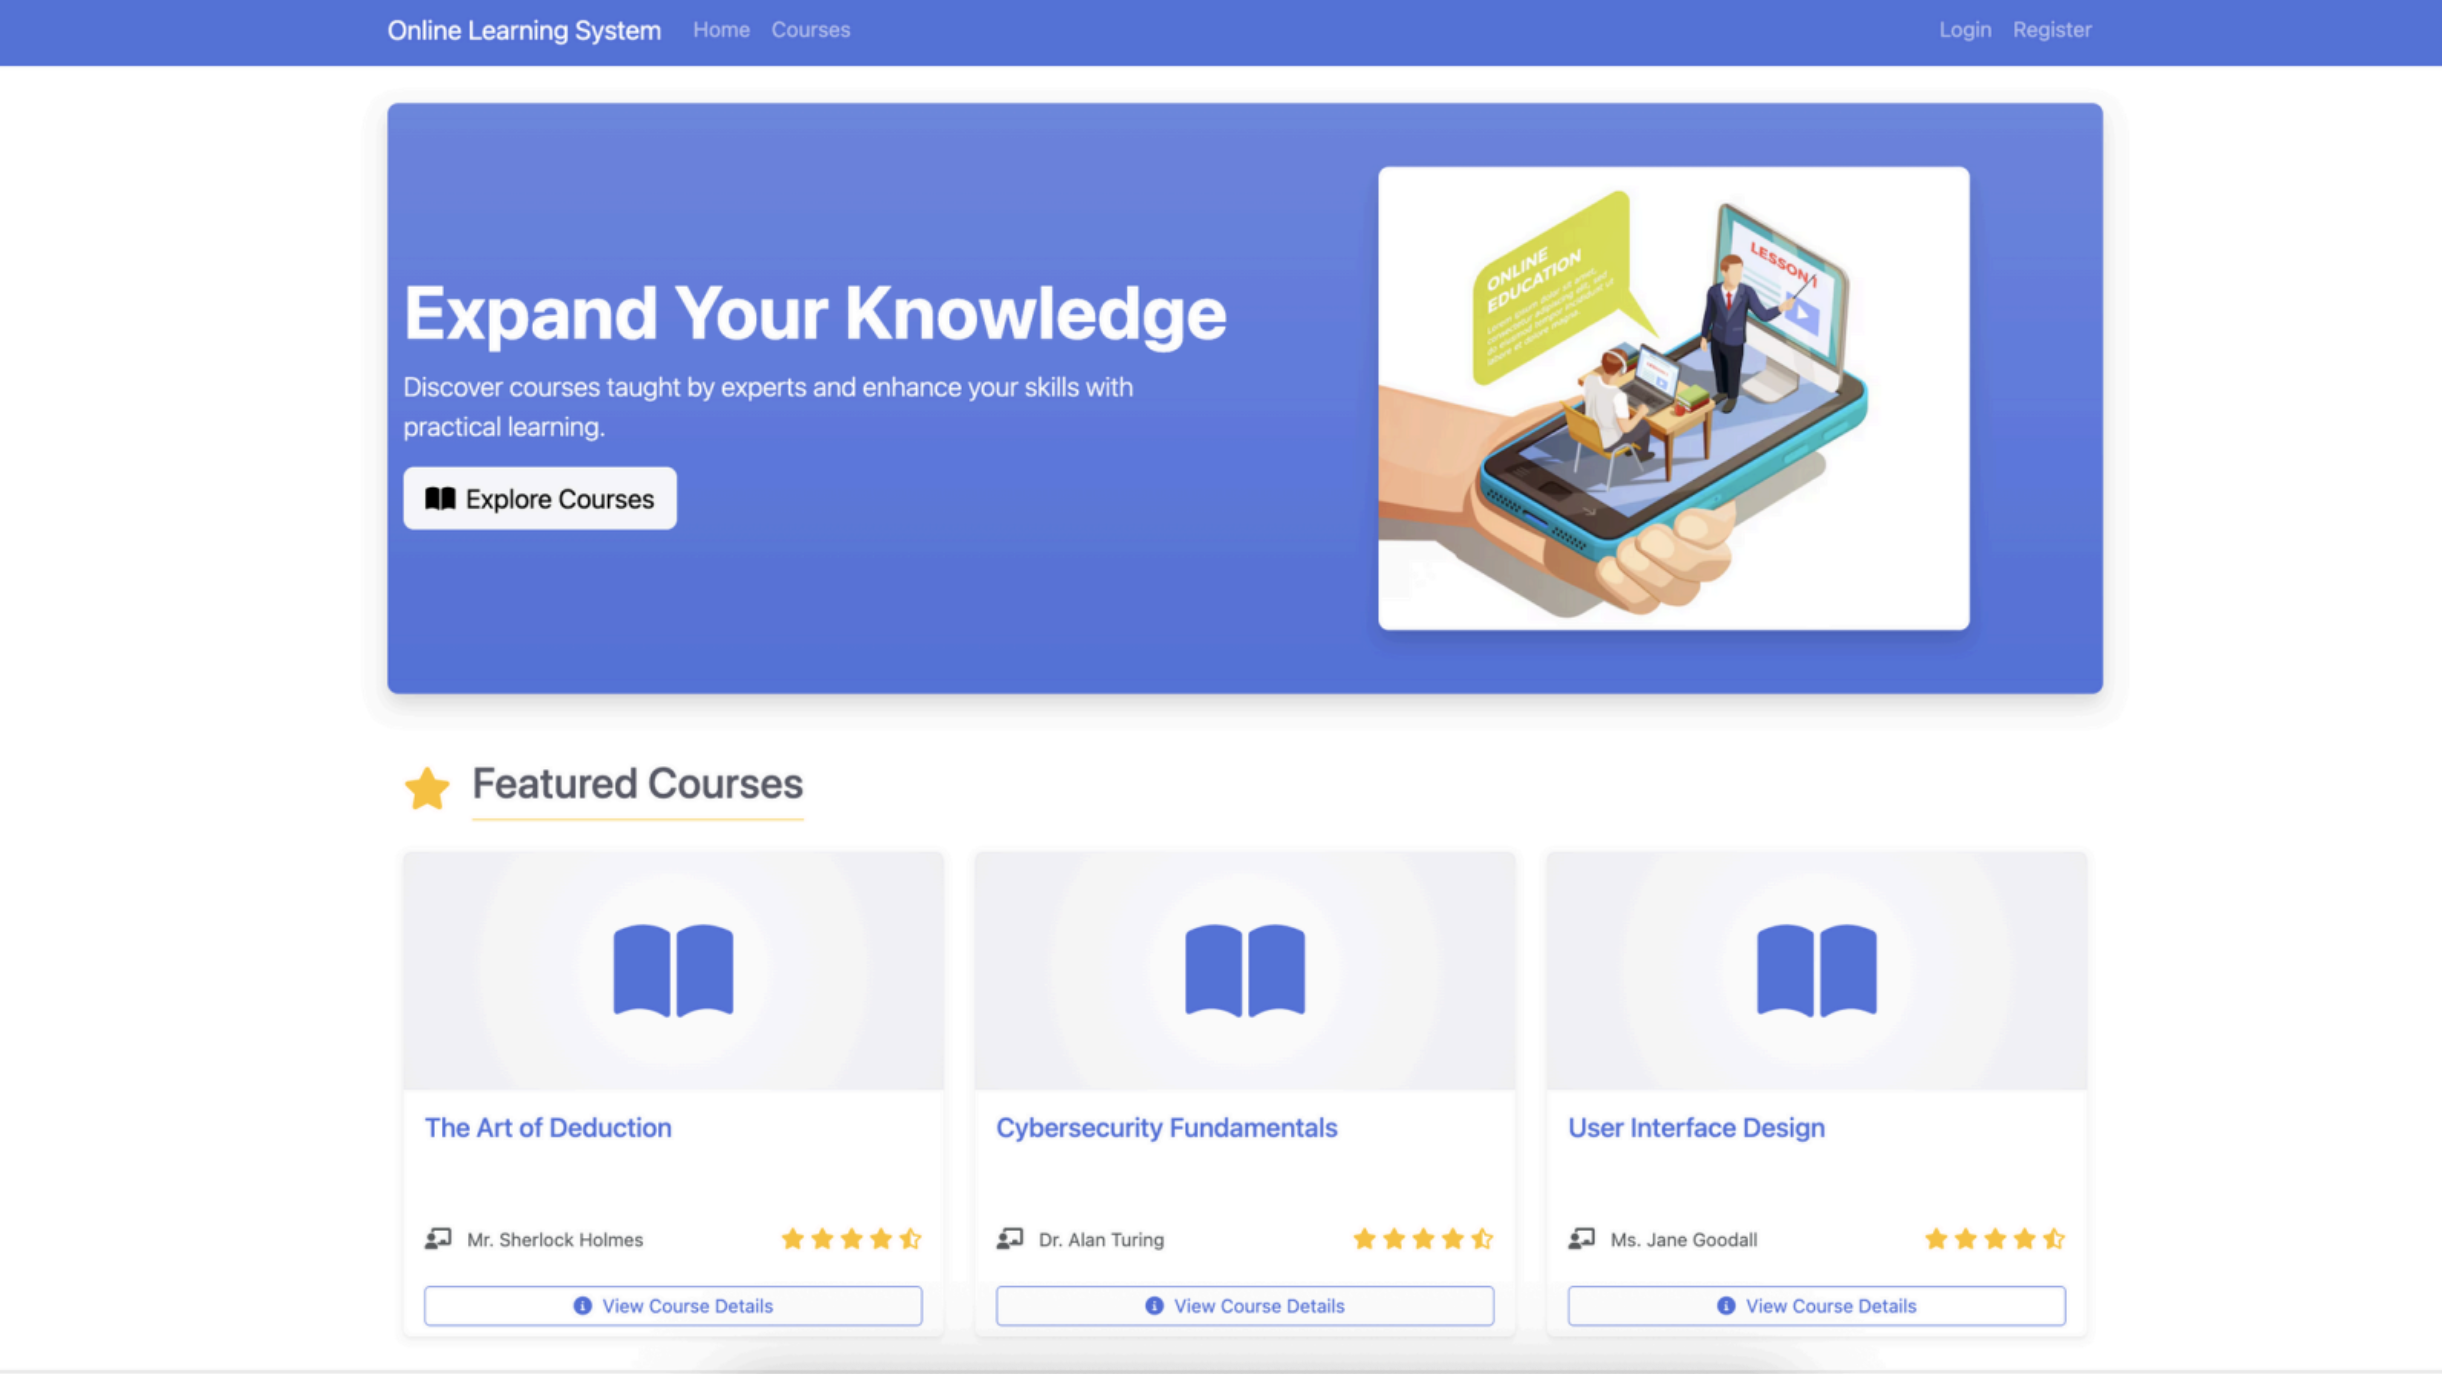 Online Learning System Home Courses Login Register
ONLINE
EDUCATION
LESSON 1
Expand Your Knowledge
Discover courses taught by experts and enhance your skills with
practical learning.
Explore Courses
Featured Courses
The Art of Deduction
Mr. Sherlock Holmes
View Course Details
Cybersecurity Fundamentals
Dr. Alan Turing
View Course Details
User Interface Design
Ms. Jane Goodall
View Course Details